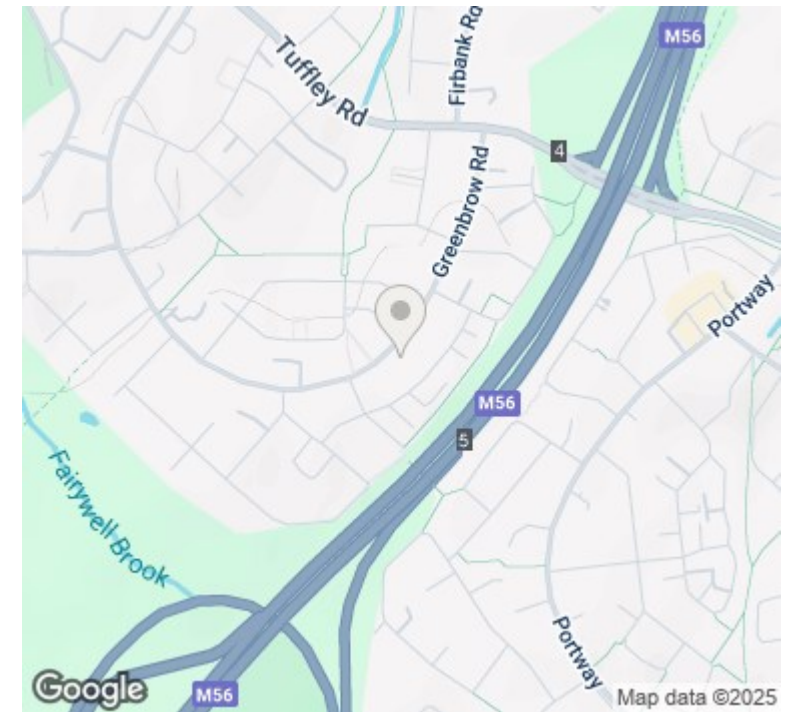 M56
Firbank Rd
Tuffley Rd
4
Greenbrow Rd
Portway
M56
5
Fairywell Brook
Portway
Google
M56
Map data ©2025